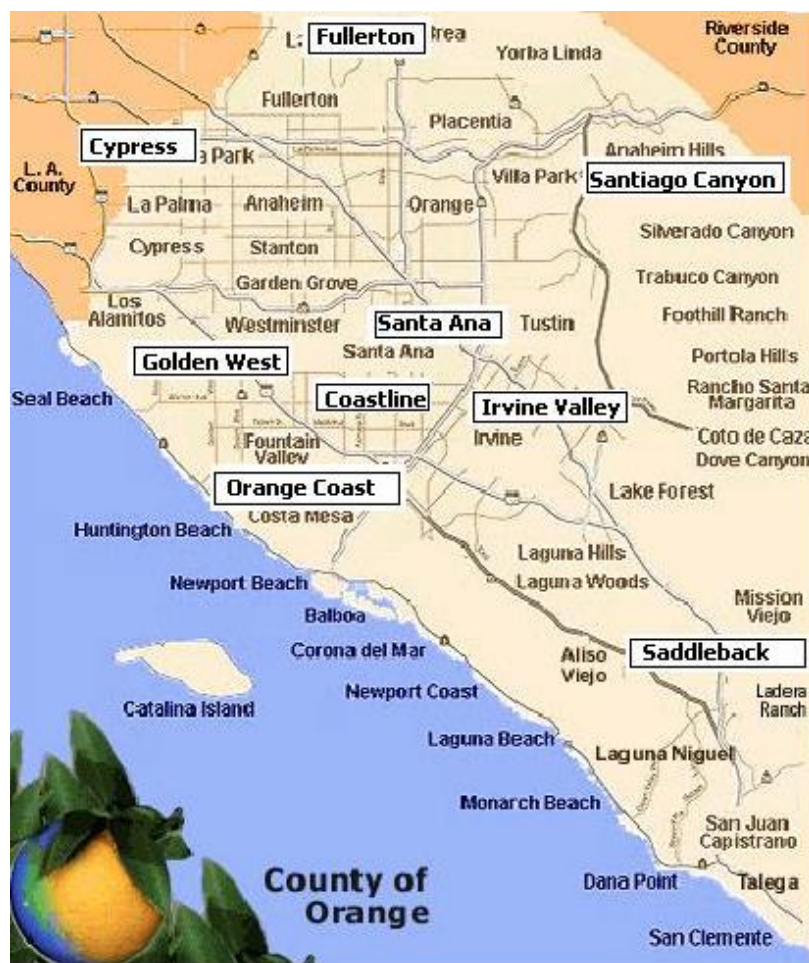 Fullerton
rea
Yorba Linda
Riverside
County
Fullerton
Placentia
Cypress
a Park
Anaheim Hills
L. A.
County
Villa Park
Santiago Canyon
La Palma
Anaheim
Orange
Cypress
Stanton
Silverado Canyon
Garden Grove
Trabuco Canyon
Los
Alamitos
Westminster
Santa Ana
Tustin
Foothill Ranch
Golden West
Santa Ana
Portola Hills
Seal Beach
Coastline
Irvine Valley
Rancho Santa
Margarita
Fountain
Valley
Irvine
Coto de Caza
Dove Canyon
Orange Coast
Lake Forest
Costa Mesa
Huntington Beach
Laguna Hills
Newport Beach
Laguna Woods
Balboa
Mission
Viejo
Corona del Mar
Aliso
Viejo
Saddleback
Catalina Island
Newport Coast
Ladera
Ranch
Laguna Beach
Laguna Niguel
Monarch Beach
San Juan
Capistrano
County of
Orange
Dana Point
Talega
San Clemente